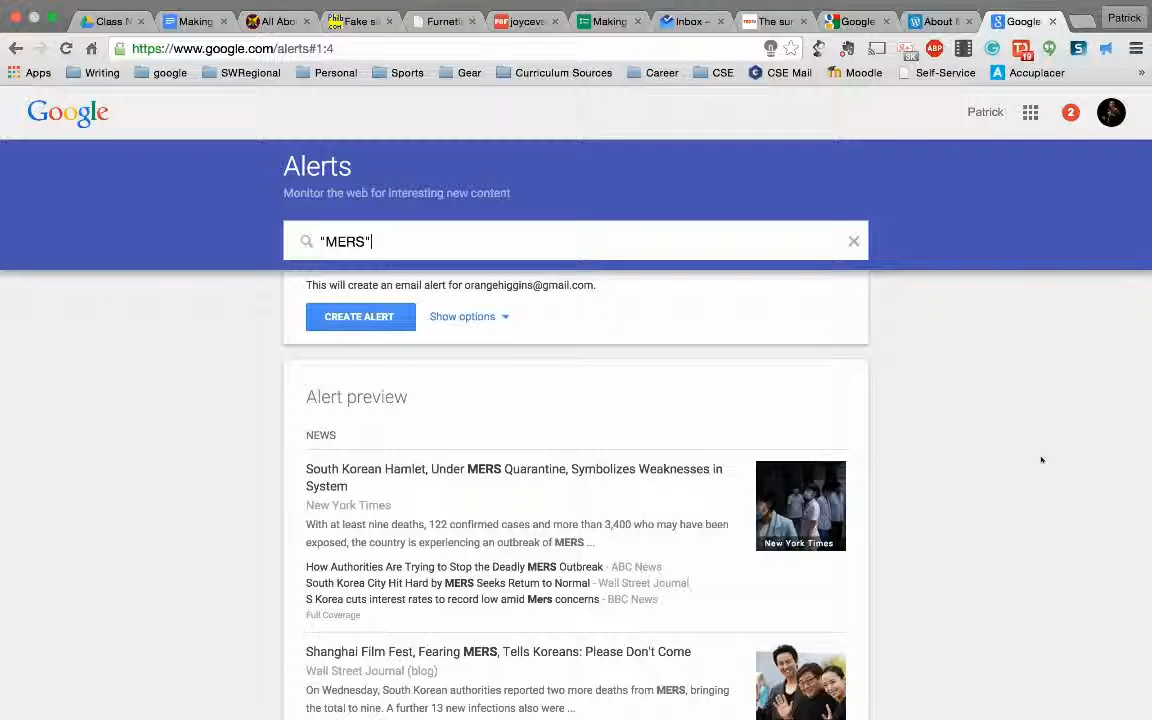 Class N
Making
All Abo
Fake s
Furneti
joycevs
Making
Inbox –
The sur
Google
About
Google
Patrick
https://www.google.com/alerts#1:4
Apps
Writing
google
SWRegional
Personal
Sports
Gear
Curriculum Sources
Career
CSE
CSE Mail
Moodle
Self-Service
Accuplacer
»
Google
Patrick
2
Alerts
Monitor the web for interesting new content
"MERS"
This will create an email alert for orangehiggins@gmail.com.
CREATE ALERT
Show options
Alert preview
NEWS
South Korean Hamlet, Under MERS Quarantine, Symbolizes Weaknesses in
System
New York Times
With at least nine deaths, 122 confirmed cases and more than 3,400 who may have been
exposed, the country is experiencing an outbreak of MERS ...
New York Times
How Authorities Are Trying to Stop the Deadly MERS Outbreak - ABC News
South Korea City Hit Hard by MERS Seeks Return to Normal - Wall Street Journal
S Korea cuts interest rates to record low amid Mers concerns - BBC News
Full Coverage
Shanghai Film Fest, Fearing MERS, Tells Koreans: Please Don't Come
Wall Street Journal (blog)
On Wednesday, South Korean authorities reported two more deaths from MERS, bringing
the total to nine. A further 13 new infections also were ...